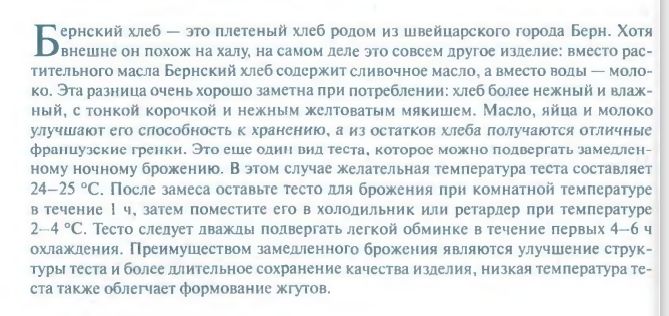 Бернский хлеб — это плетеный хлеб родом из швейцарского города Берн. Хотя
внешне он похож на халу, на самом деле это совсем другое изделие: вместо рас-
тительного масла Бернский хлеб содержит сливочное масло, а вместо воды — моло-
ко. Эта разница очень хорошо заметна при потреблении: хлеб более нежный и влаж-
ный, с тонкой корочкой и нежным желтоватым мякишем. Масло, яйца и молоко
улучшают его способность к хранению, а из остатков хлеба получаются отличные
французские гренки. Это еще один вид теста, которое можно подвергать замедлен-
ному ночному брожению. В этом случае желательная температура теста составляет
24—25 °С. После замеса оставьте тесто для брожения при комнатной температуре
в течение 1 ч, затем поместите его в холодильник или ретардер при температуре
2—4 °С. Тесто следует дважды подвергать легкой обминке в течение первых 4—6 ч
охлаждения. Преимуществом замедленного брожения являются улучшение струк-
туры теста и более длительное сохранение качества изделия, низкая температура те-
ста также облегчает формование жгутов.